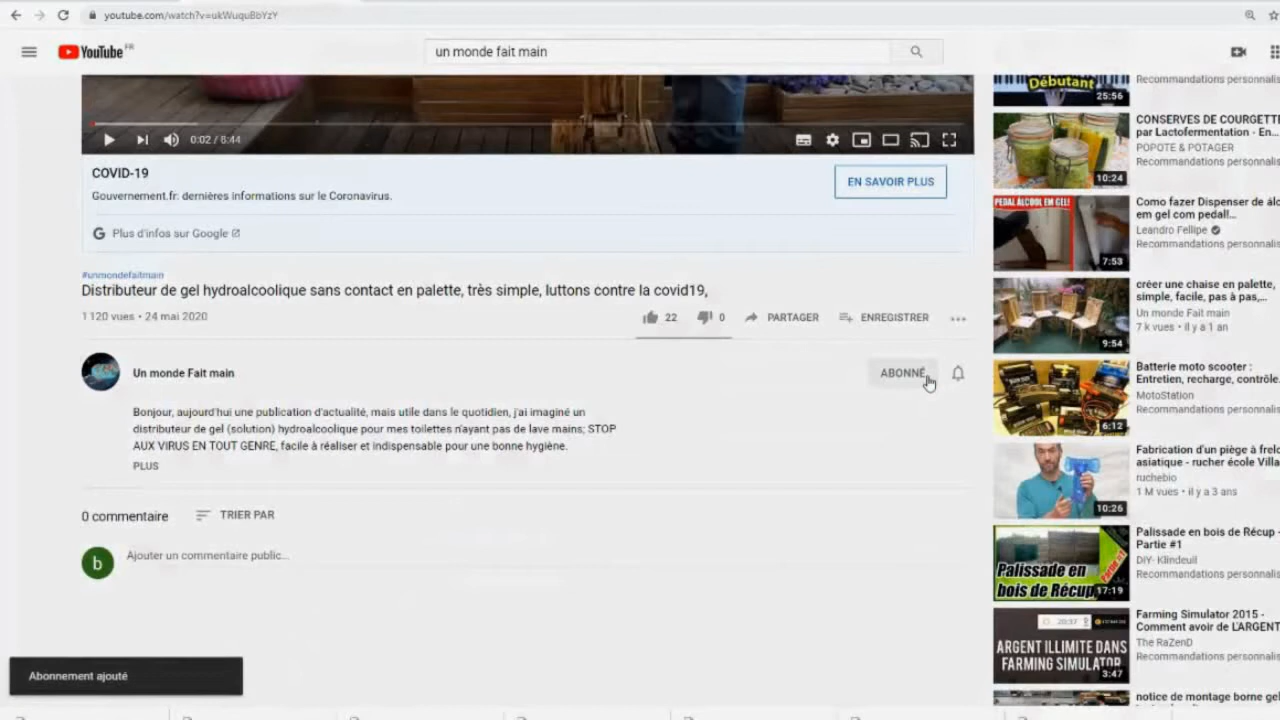 youtube.com/watch?v=ukWuquBbYzY
YouTube FR
un monde fait main
0:02 / 8:44
COVID-19
Gouvernement.fr: dernières informations sur le Coronavirus.
EN SAVOIR PLUS
Plus d'infos sur Google
#unmondefaitmain
Distributeur de gel hydroalcoolique sans contact en palette, très simple, luttons contre la covid19,
1 120 vues • 24 mai 2020
22
0
PARTAGER
ENREGISTRER
Un monde Fait main
ABONNÉ
Bonjour, aujourd'hui une publication d'actualité, mais utile dans le quotidien, j'ai imaginé un
distributeur de gel (solution) hydroalcoolique pour mes toilettes n'ayant pas de lave mains; STOP
AUX VIRUS EN TOUT GENRE, facile à réaliser et indispensable pour une bonne hygiène.
PLUS
0 commentaire
TRIER PAR
b
Ajouter un commentaire public...
Abonnement ajouté
Débutant
25:56
Recommandations personnalis
10:24
CONSERVES DE COURGETTE
par Lactofermentation - En...
POPOTE & POTAGER
Recommandations personnalis
PEDAL ÁLCOOL EM GEL!
7:53
Como fazer Dispenser de álc
em gel com pedal!...
Leandro Fellipe
Recommandations personnalis
9:54
créer une chaise en palette,
simple, facile, pas à pas,...
Un monde Fait main
7 k vues • il y a 1 an
6:12
Batterie moto scooter :
Entretien, recharge, contrôle.
MotoStation
Recommandations personnalis
10:26
Fabrication d'un piège à frelo
asiatique - rucher école Villa
ruchebio
1 M vues • il y a 3 ans
Palissade en
bois de Récup
Partie #1
17:19
Palissade en bois de Récup -
Partie #1
DiY- Klindeuil
Recommandations personnalis
20:37
ARGENT ILLIMITE DANS
FARMING SIMULATOR
3:47
Farming Simulator 2015 -
Comment avoir de L'ARGENT
The RaZenD
Recommandations personnalis
notice de montage borne gel